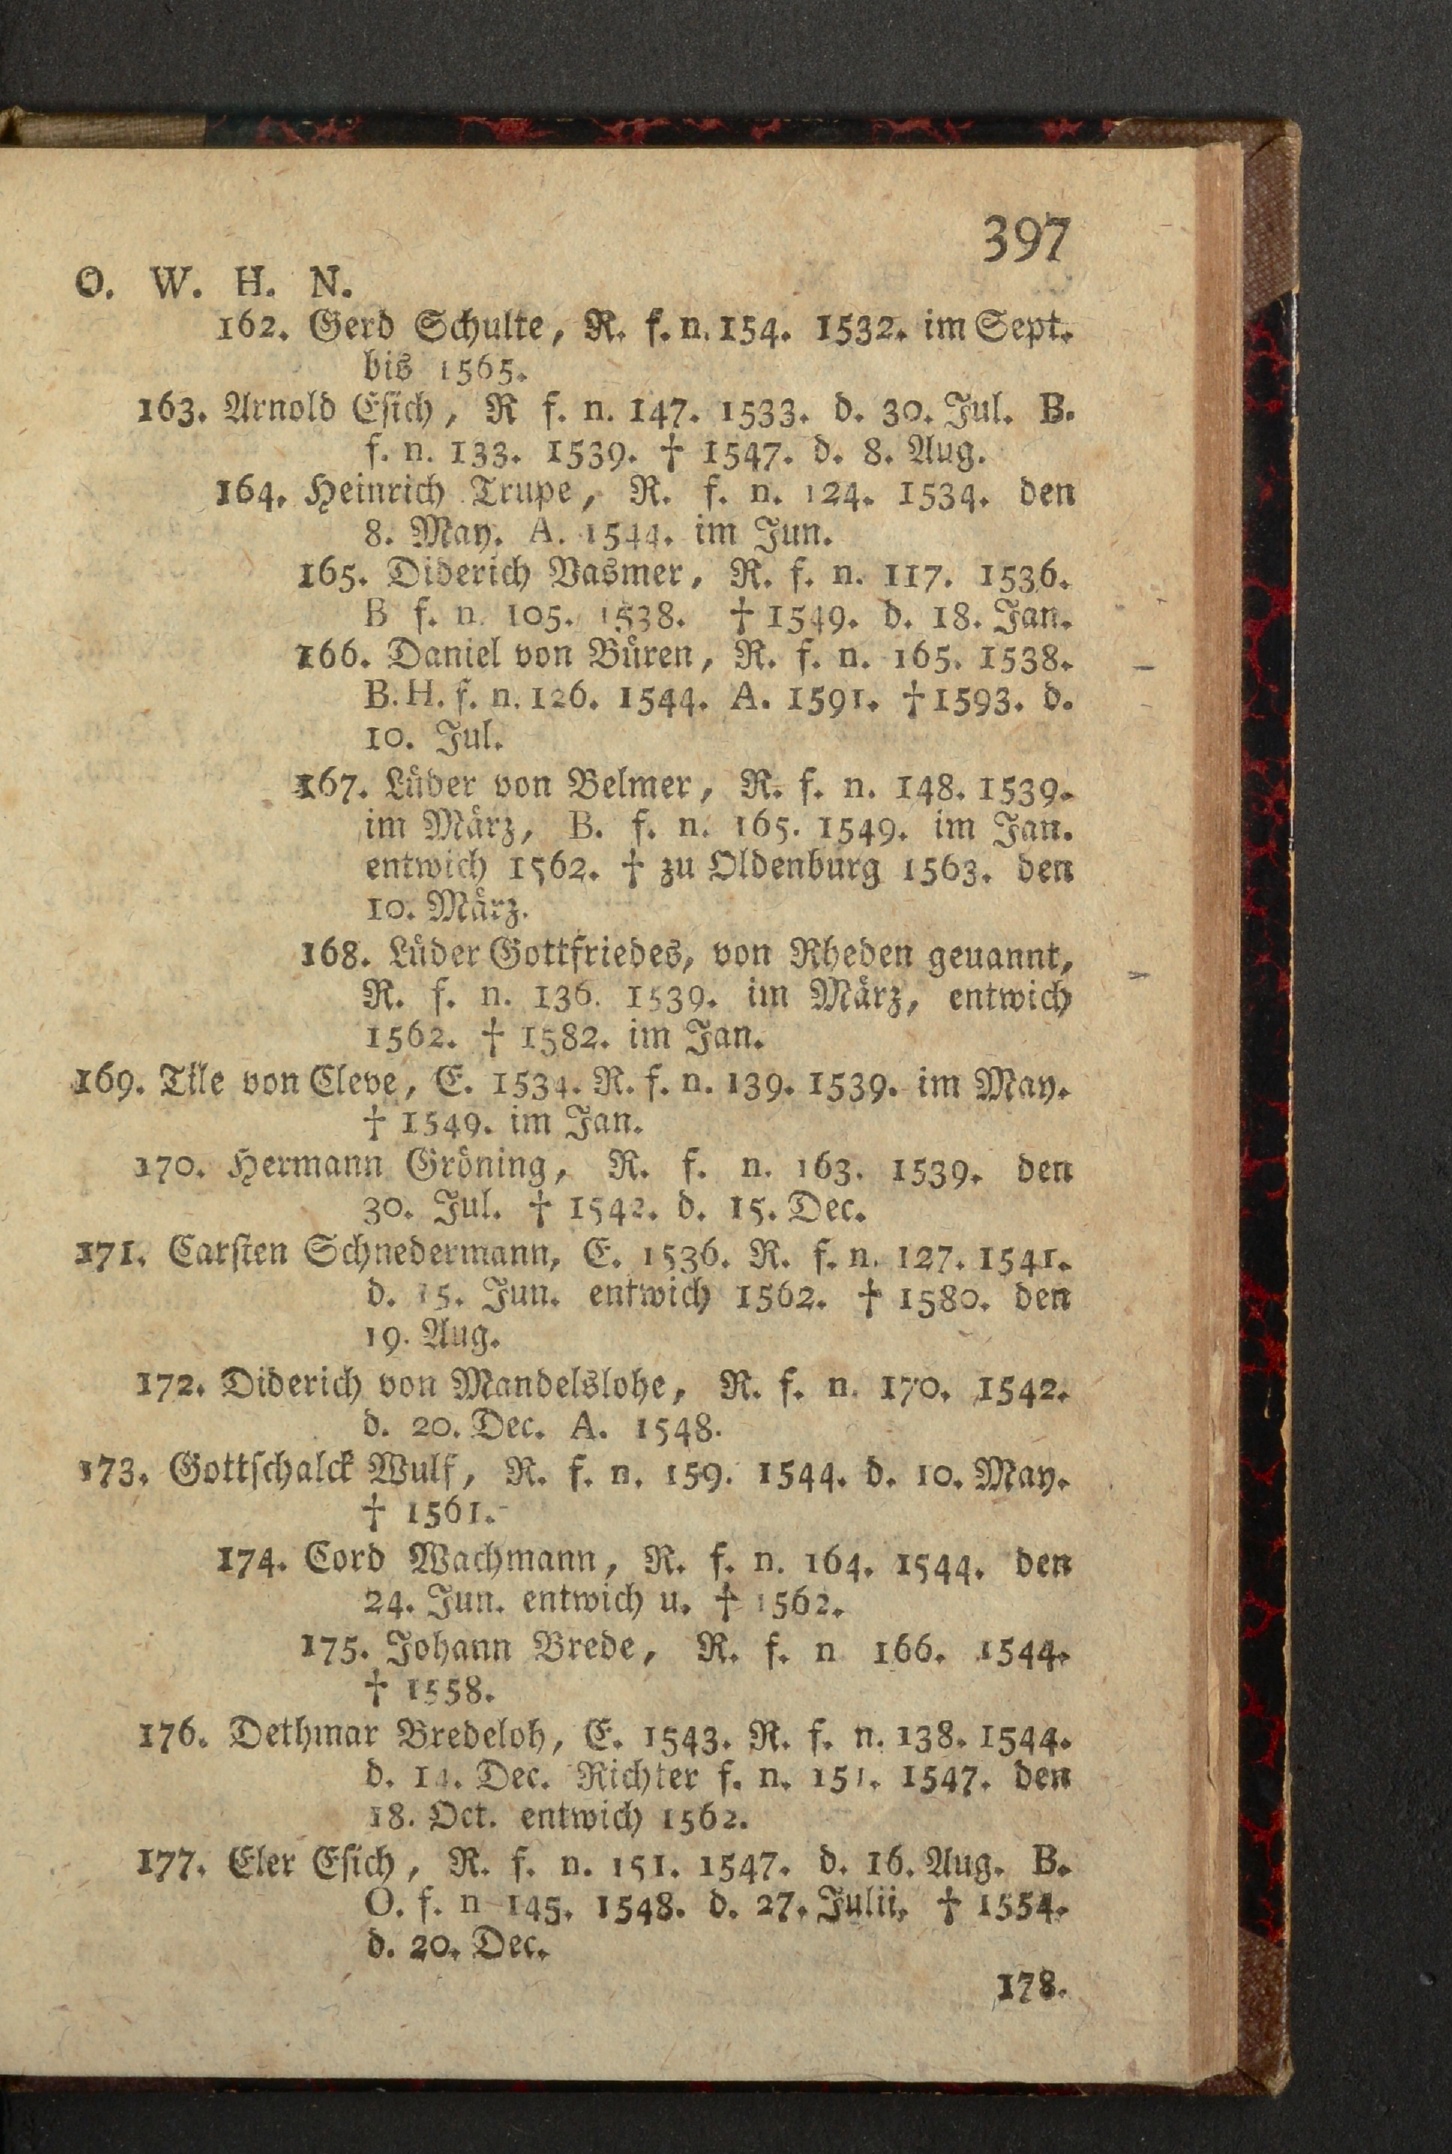 397
O. W. H. N.
162. Gerd Schulte, R. f. n. 154. 1532. im Sept.
bis 1565.
163. Arnold Esich, R f. n. 147. 1533. d. 30. Jul. B.
f. n. 133. 1539. † 1547. d. 8. Aug.
164. Heinrich Trupe, R. f. n. 124. 1534. den
8. May. A. 1544. im Jun.
165. Diderich Vasmer, R. f. n. 117. 1536.
B f. n. 105. 1538. † 1549. d. 18. Jan.
166. Daniel von Büren, R. f. n. 165. 1538.
B. H. f. n. 126. 1544. A. 1591. † 1593. d.
10. Jul.
167. Lüder von Belmer, R. f. n. 148. 1539.
im März, B. f. n. 165. 1549. im Jan.
entwich 1562. † zu Oldenburg 1563. den
10. März.
168. Lüder Gottfriedes, von Rheden geuannt,
R. f. n. 136. 1539. im März, entwich
1562. † 1582. im Jan.
169. Tile von Cleve, E. 1534. R. f. n. 139. 1539. im May.
† 1549. im Jan.
170. Hermann Gröning, R. f. n. 163. 1539. den
30. Jul. † 1542. d. 15. Dec.
171. Carsten Schnedermann, E. 1536. R. f. n. 127. 1541.
d. 15. Jun. entwich 1562. † 1580. den
19. Aug.
172. Diderich von Mandelslohe, R. f. n. 170. 1542.
d. 20. Dec. A. 1548.
173. Gottschalck Wulf, R. f. n. 159. 1544. d. 10. May.
† 1561.
174. Cord Wachmann, R. f. n. 164. 1544. den
24. Jun. entwich u. † 1562.
175. Johann Brede, R. f. n 166. 1544.
† 1558.
176. Dethmar Bredeloh, E. 1543. R. f. n. 138. 1544.
d. 14. Dec. Richter f. n. 151. 1547. den
18. Oct. entwich 1562.
177. Eler Esich, R. f. n. 151. 1547. d. 16. Aug. B.
O. f. n 145. 1548. d. 27. Julii, † 1554.
d. 20. Dec.
178.